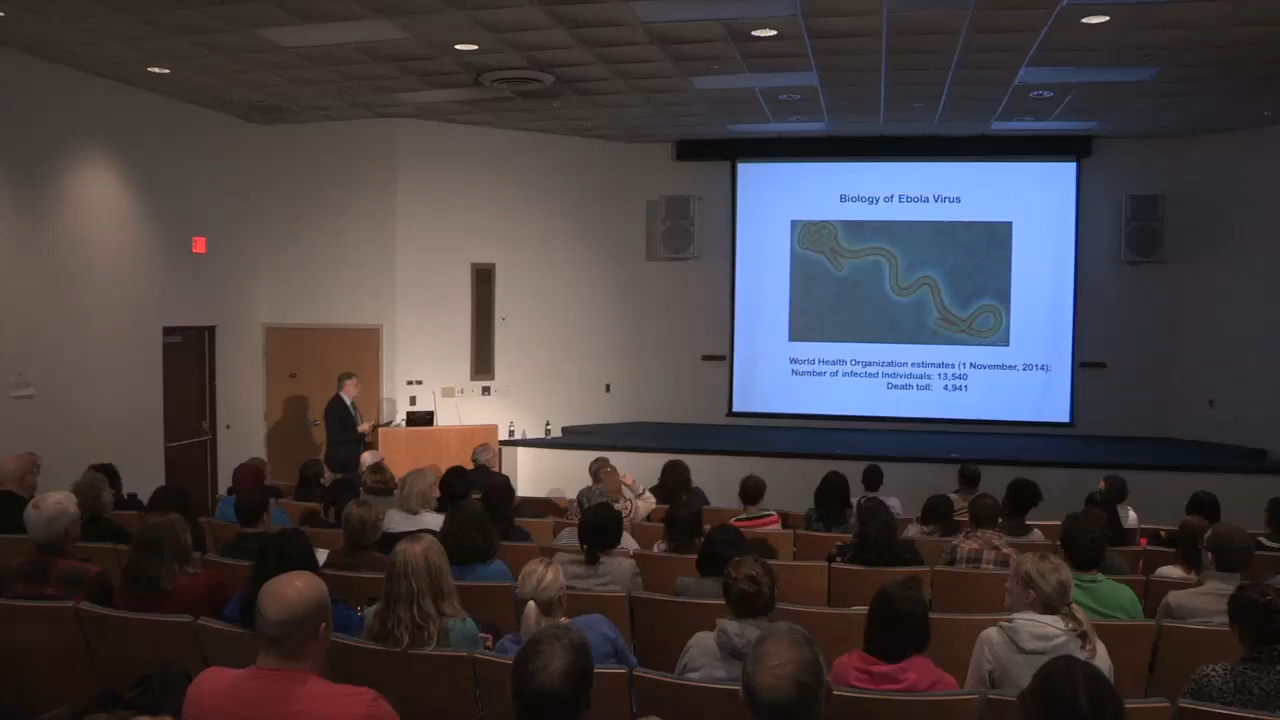 Biology of Ebola Virus
World Health Organization estimates (1 November, 2014):
Number of infected Individuals: 13,540
Death toll: 4,941